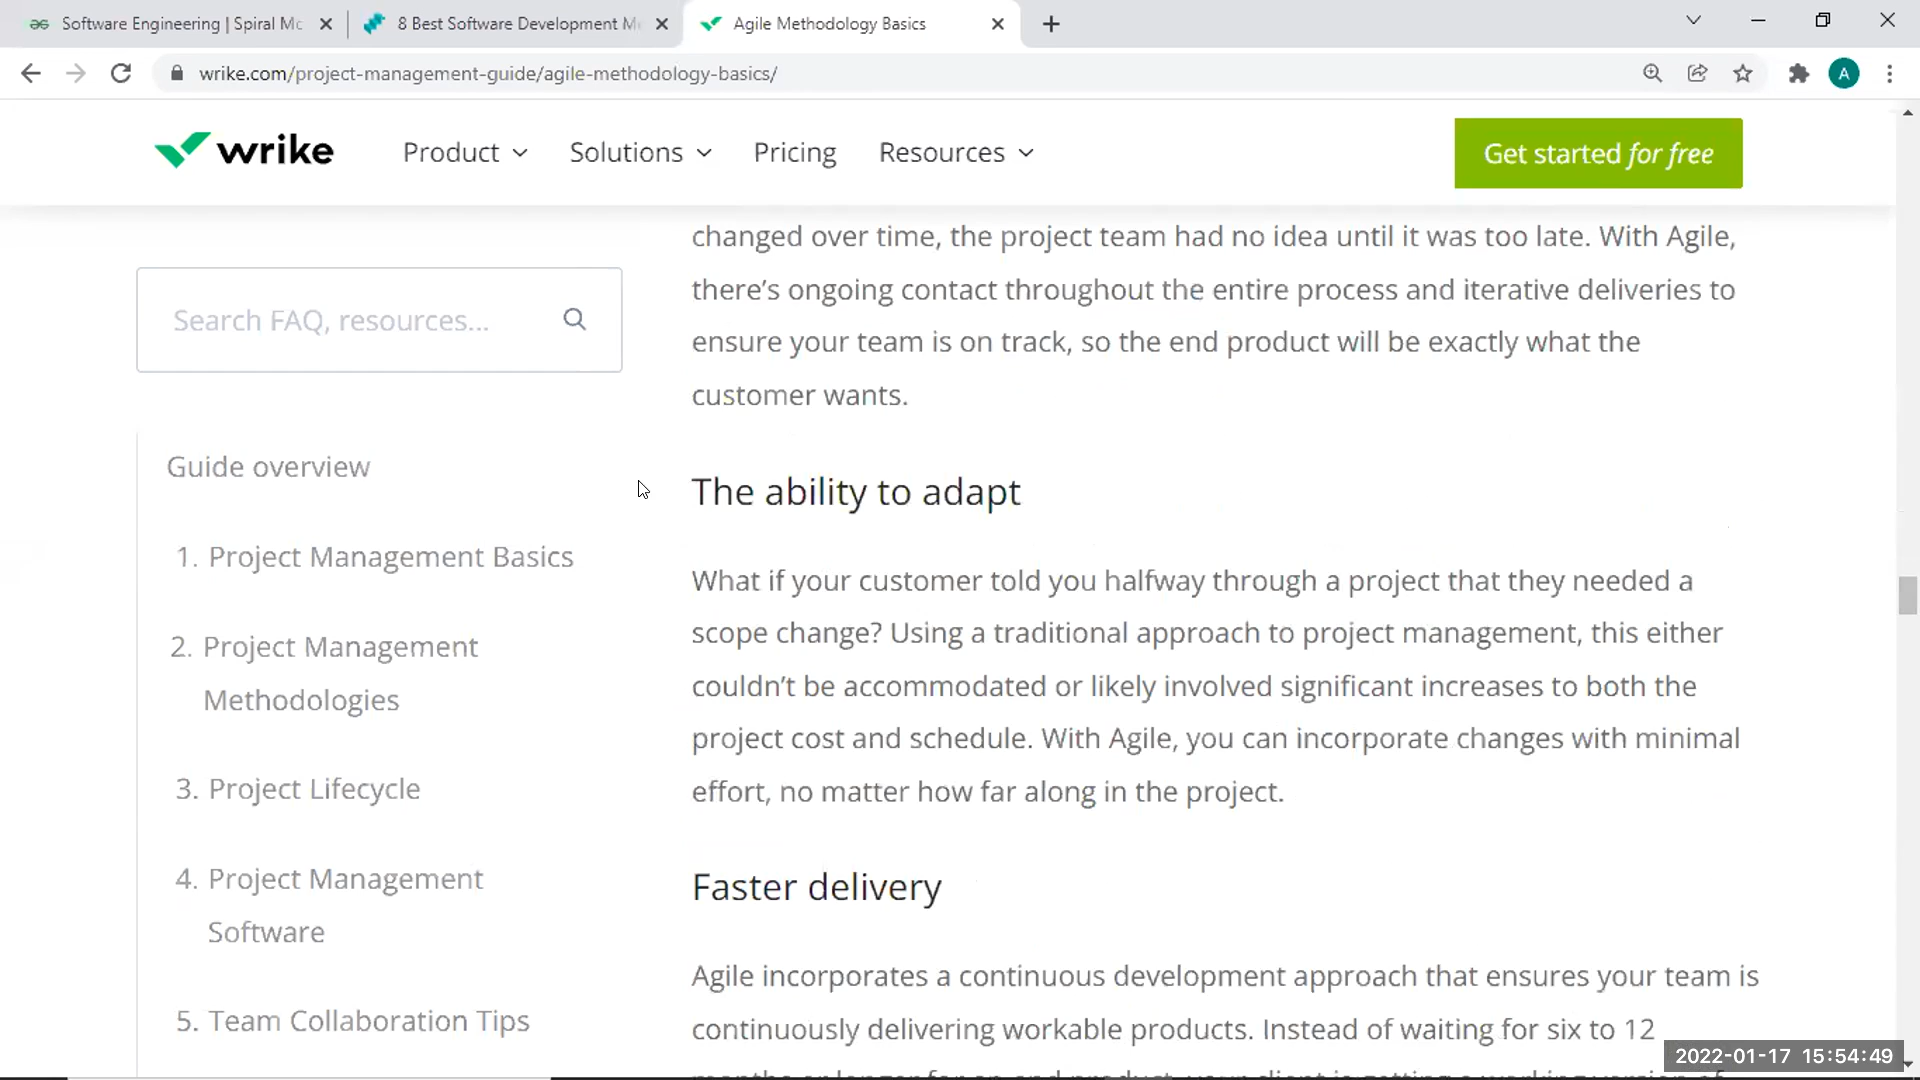 Software Engineering | Spiral Mo
8 Best Software Development M
Agile Methodology Basics
wrike.com/project-management-guide/agile-methodology-basics/
A
wrike
Product
Solutions
Pricing
Resources
Get started for free
Search FAQ, resources...
Guide overview
1. Project Management Basics
2. Project Management
Methodologies
3. Project Lifecycle
4. Project Management
Software
5. Team Collaboration Tips
changed over time, the project team had no idea until it was too late. With Agile,
there’s ongoing contact throughout the entire process and iterative deliveries to
ensure your team is on track, so the end product will be exactly what the
customer wants.
The ability to adapt
What if your customer told you halfway through a project that they needed a
scope change? Using a traditional approach to project management, this either
couldn’t be accommodated or likely involved significant increases to both the
project cost and schedule. With Agile, you can incorporate changes with minimal
effort, no matter how far along in the project.
Faster delivery
Agile incorporates a continuous development approach that ensures your team is
continuously delivering workable products. Instead of waiting for six to 12
2022-01-17 15:54:49